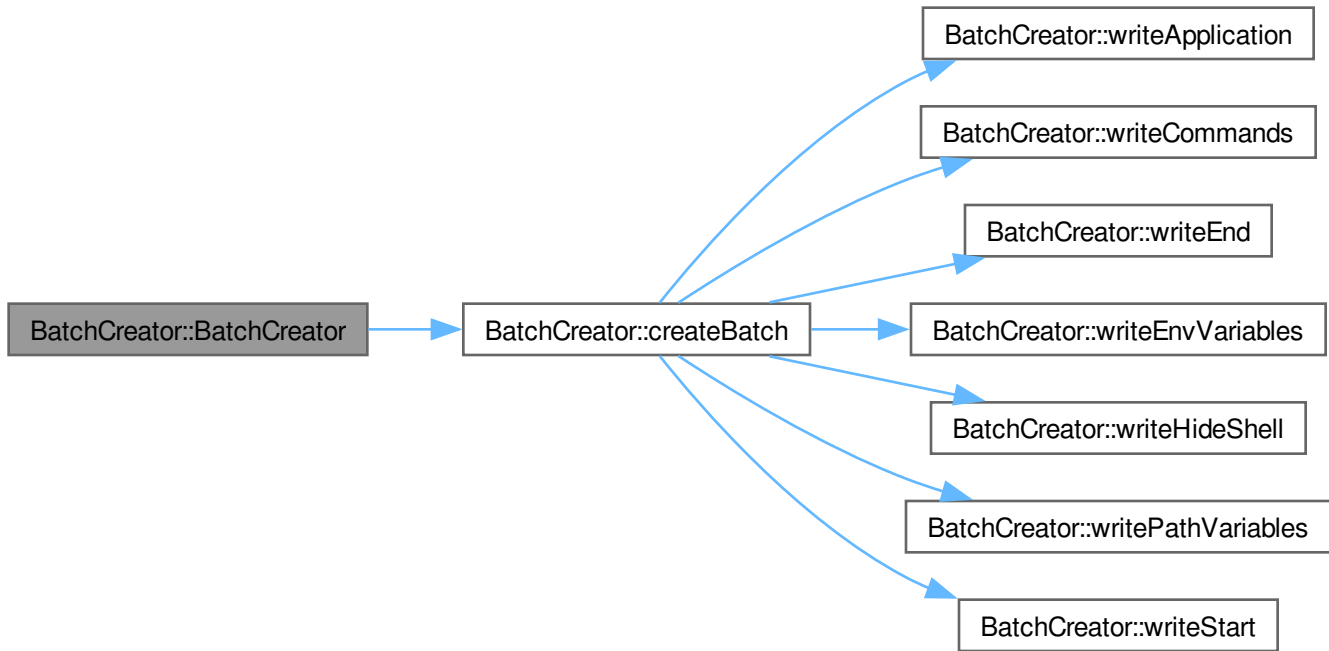 BatchCreator::BatchCreator
BatchCreator::createBatch
BatchCreator::writeApplication
BatchCreator::writeCommands
BatchCreator::writeEnd
BatchCreator::writeEnvVariables
BatchCreator::writeHideShell
BatchCreator::writePathVariables
BatchCreator::writeStart